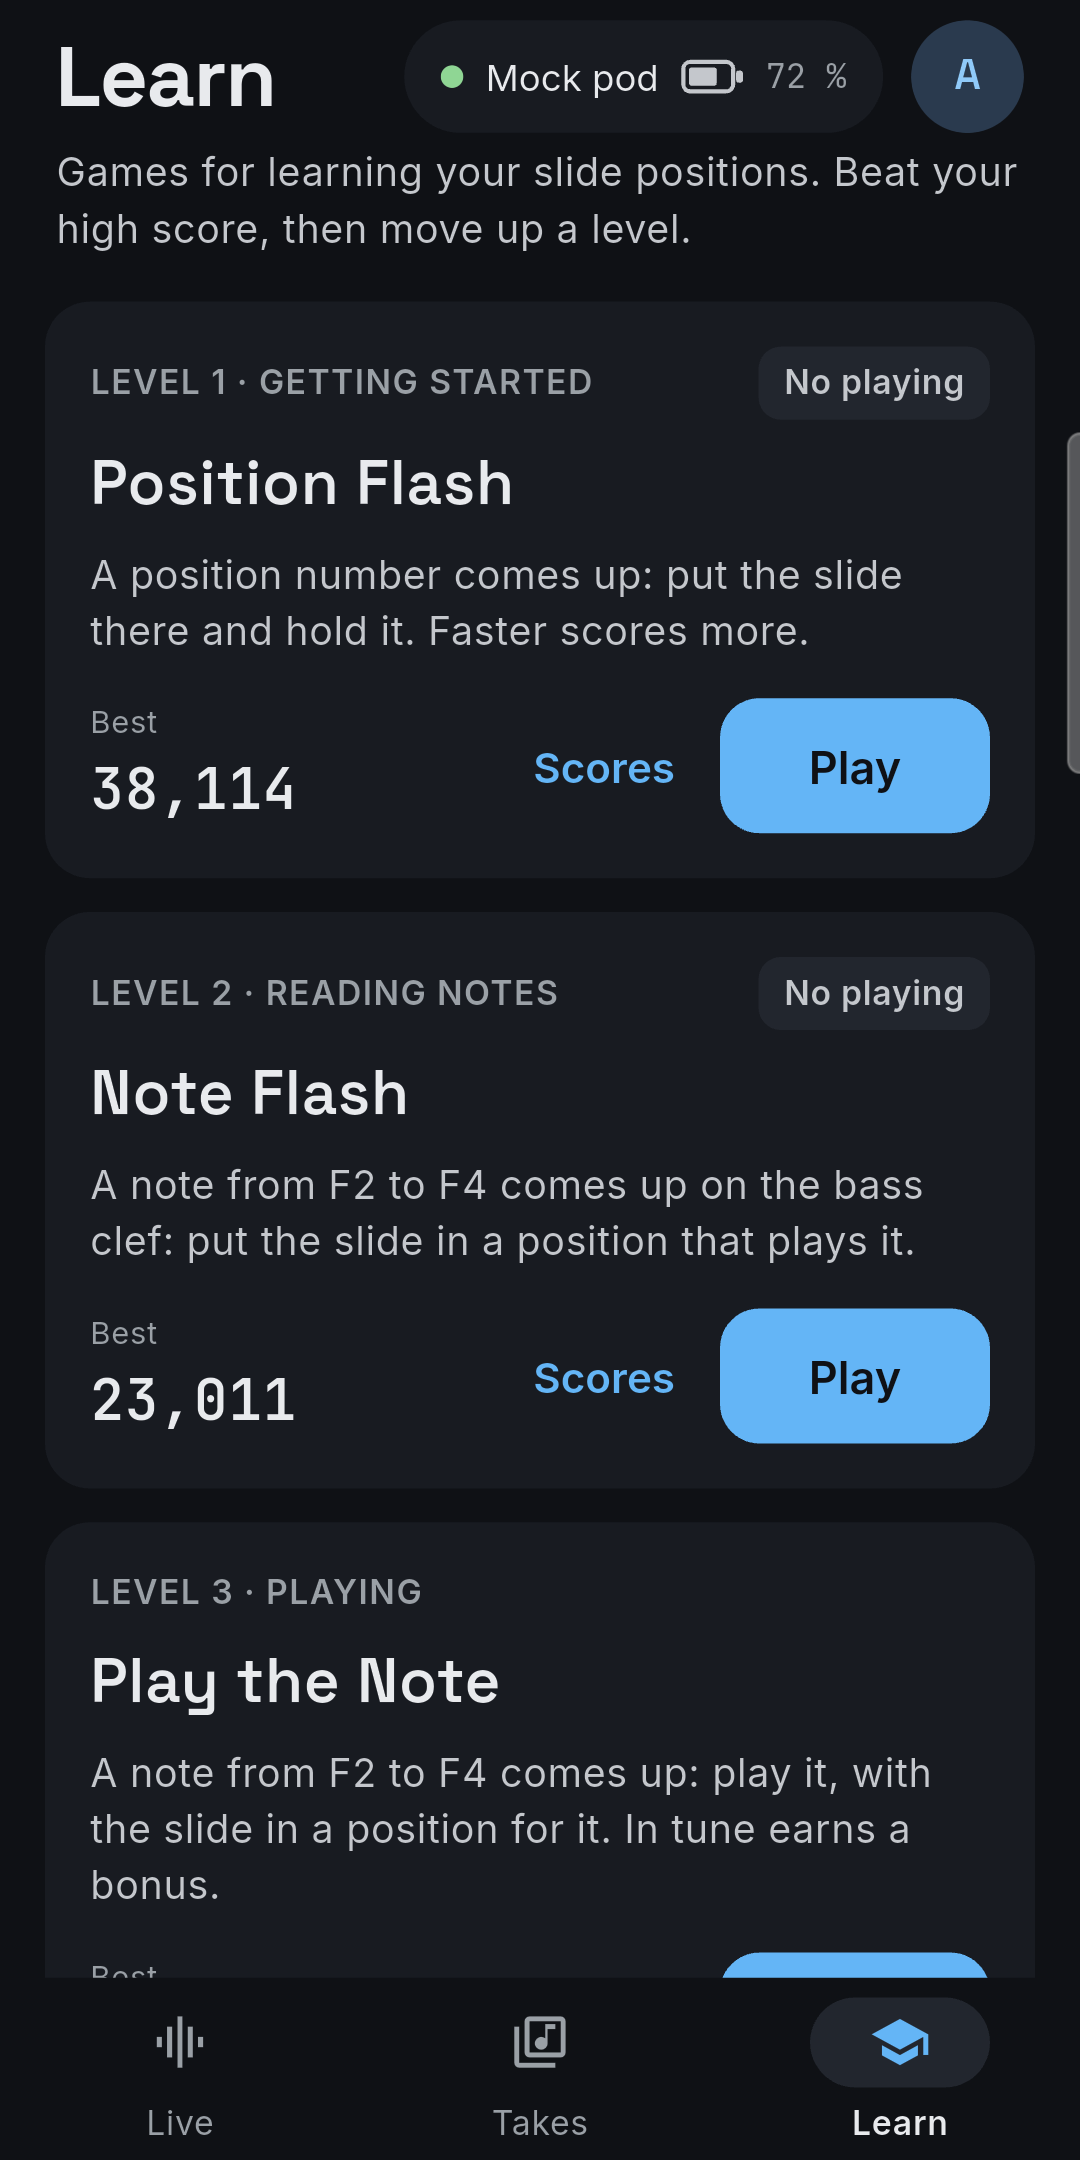 Learn
Mock pod 72 % A
Games for learning your slide positions. Beat your
high score, then move up a level.
LEVEL 1 · GETTING STARTED No playing
Position Flash
A position number comes up: put the slide
there and hold it. Faster scores more.
Best
38,114 Scores Play
LEVEL 2 · READING NOTES No playing
Note Flash
A note from F2 to F4 comes up on the bass
clef: put the slide in a position that plays it.
Best
23,011 Scores Play
LEVEL 3 · PLAYING
Play the Note
A note from F2 to F4 comes up: play it, with
the slide in a position for it. In tune earns a
bonus.
Best
Live Takes Learn